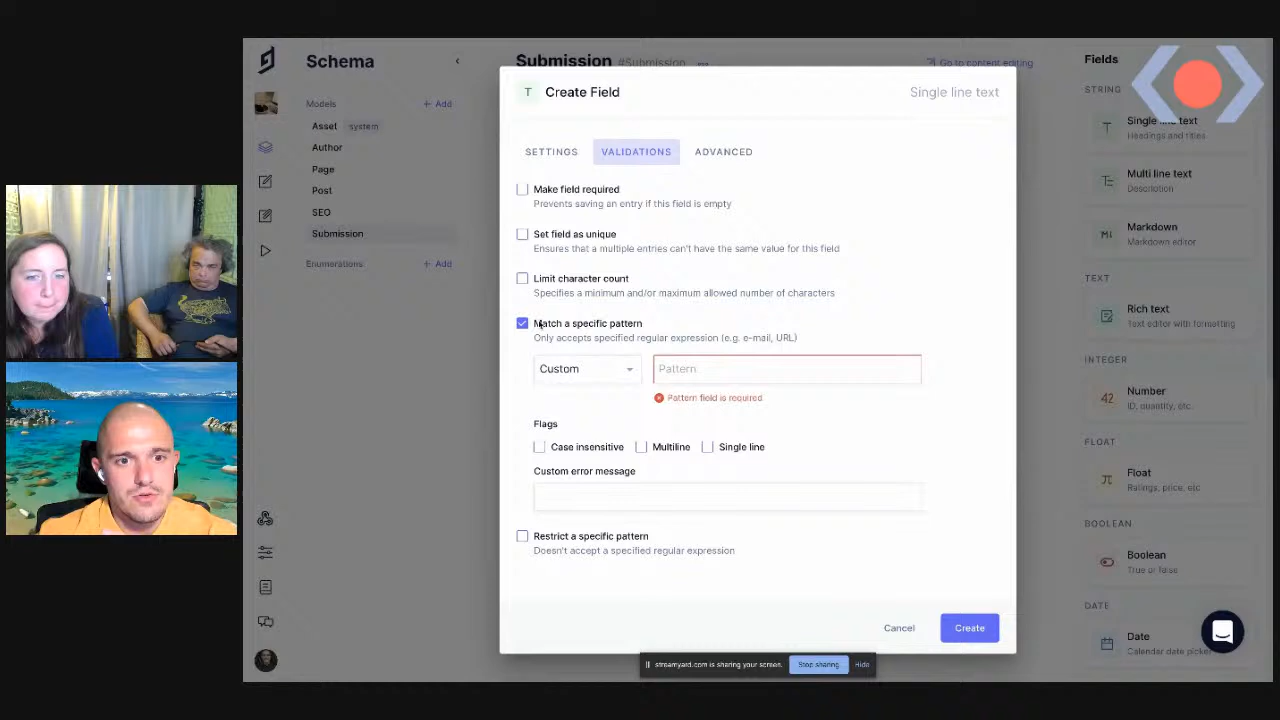 Schema
Models
+ Add
Asset system
Author
Page
Post
SEO
Submission
Enumerations
+ Add
Submission #Submission
Go to content editing
T Create Field
Single line text
SETTINGS
VALIDATIONS
ADVANCED
Make field required
Prevents saving an entry if this field is empty
Set field as unique
Ensures that a multiple entries can't have the same value for this field
Limit character count
Specifies a minimum and/or maximum allowed number of characters
Match a specific pattern
Only accepts specified regular expression (e.g. e-mail, URL)
Custom
Pattern
Pattern field is required
Flags
Case insensitive
Multiline
Single line
Custom error message
Restrict a specific pattern
Doesn't accept a specified regular expression
Cancel
Create
streamyard.com is sharing your screen.
Stop sharing
Hide
Fields
STRING
Single line text
Headings and titles
Multi line text
Description
Markdown
Markdown editor
TEXT
Rich text
Text editor with formatting
INTEGER
42 Number
ID, quantity, etc.
FLOAT
Float
Ratings, price, etc
BOOLEAN
Boolean
True or false
DATE
Date
Calendar date picker